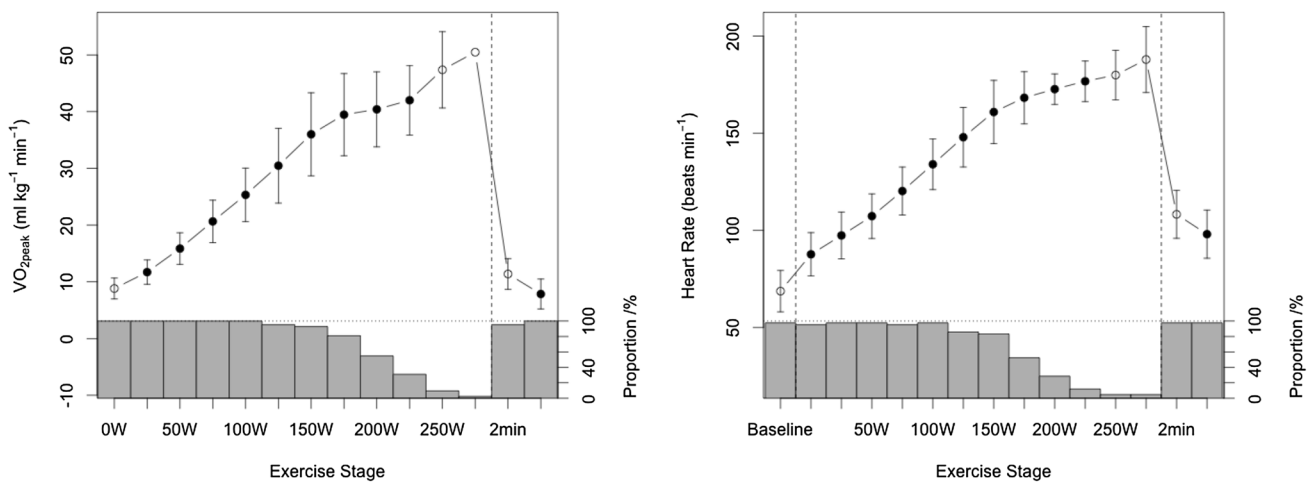 VO2peak (ml kg−1 min−1)
50
40
30
20
10
0
-10
100
40
0
Proportion /%
0W 50W 100W 150W 200W 250W 2min
Exercise Stage
Heart Rate (beats min−1)
200
150
100
50
100
40
0
Proportion /%
Baseline 50W 100W 150W 200W 250W 2min
Exercise Stage